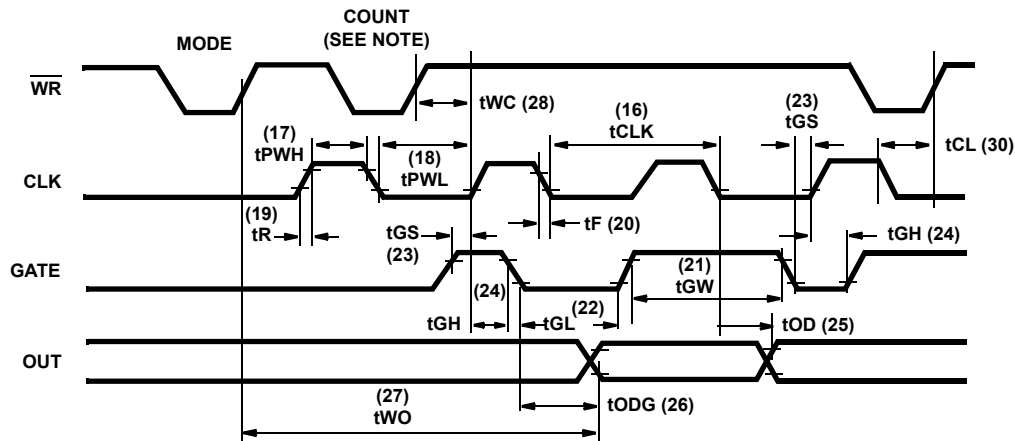 COUNT
(SEE NOTE)
MODE
WR
tWC (28)
(16)
tCLK
(23)
tGS
tCL (30)
(17)
tPWH
(18)
tPWL
CLK
(19)
tR
tGS
(23)
tF (20)
tGH (24)
GATE
(24)
tGH
(22)
tGL
(21)
tGW
tOD (25)
OUT
(27)
tWO
tODG (26)